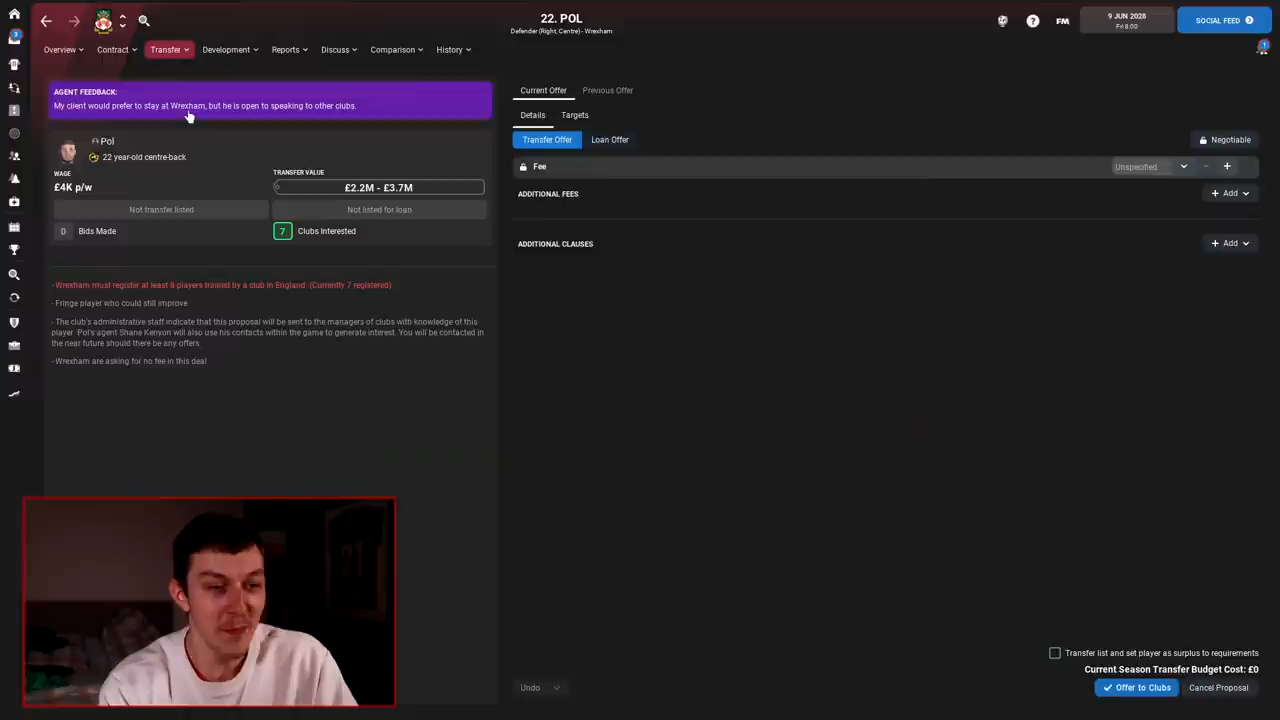 22. POL
Defender (Right, Centre) - Wrexham
3
FM
9 JUN 2028
Fri 8:00
SOCIAL FEED
1
Overview
Contract
Transfer
Development
Reports
Discuss
Comparison
History
AGENT FEEDBACK:
My client would prefer to stay at Wrexham, but he is open to speaking to other clubs.
Pol
22 year-old centre-back
WAGE
£4K p/w
TRANSFER VALUE
£2.2M - £3.7M
Not transfer listed
Not listed for loan
0 Bids Made
7 Clubs Interested
- Wrexham must register at least 8 players trained by a club in England. (Currently 7 registered)
- Fringe player who could still improve
- The club's administrative staff indicate that this proposal will be sent to the managers of clubs with knowledge of this
player. Pol's agent Shane Kenyon will also use his contacts within the game to generate interest. You will be contacted
in the near future should there be any offers.
- Wrexham are asking for no fee in this deal
Current Offer
Previous Offer
Details
Targets
Transfer Offer
Loan Offer
Negotiable
Fee
Unspecified
ADDITIONAL FEES
Add
ADDITIONAL CLAUSES
Add
21
Transfer list and set player as surplus to requirements
Current Season Transfer Budget Cost: £0
Undo
Offer to Clubs
Cancel Proposal